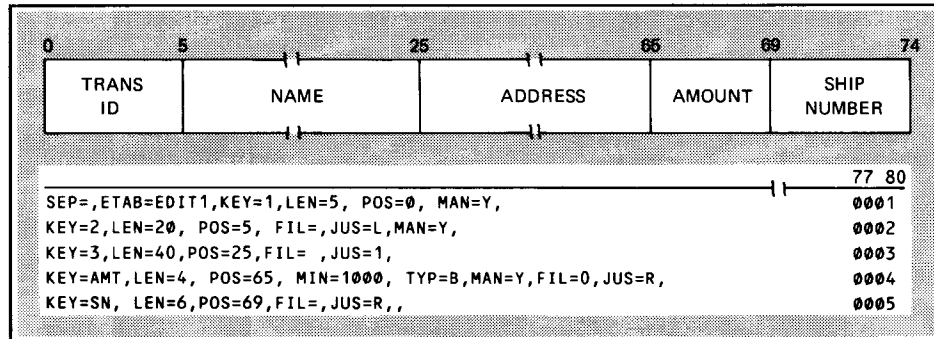 0 5 25 65 69 74
TRANS ID NAME ADDRESS AMOUNT SHIP NUMBER
77 80
SEP=,ETAB=EDIT1,KEY=1,LEN=5, POS=0, MAN=Y, 0001
KEY=2,LEN=20, POS=5, FIL=,JUS=L,MAN=Y, 0002
KEY=3,LEN=40,POS=25,FIL= ,JUS=1, 0003
KEY=AMT,LEN=4, POS=65, MIN=1000, TYP=B,MAN=Y,FIL=0,JUS=R, 0004
KEY=SN, LEN=6,POS=69,FIL=,JUS=R,, 0005